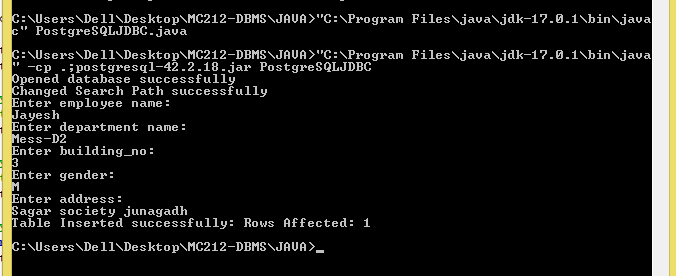 C:\Users\Dell\Desktop\MC212-DBMS\JAVA>"C:\Program Files\java\jdk-17.0.1\bin\java
c" PostgreSQLJDBC.java
C:\Users\Dell\Desktop\MC212-DBMS\JAVA>"C:\Program Files\java\jdk-17.0.1\bin\java
" -cp .;postgresql-42.2.18.jar PostgreSQLJDBC
Opened database successfully
Changed Search Path successfully
Enter employee name:
Jayesh
Enter department name:
Mess-D2
Enter building_no:
3
Enter gender:
M
Enter address:
Sagar society junagadh
Table Inserted successfully: Rows Affected: 1
C:\Users\Dell\Desktop\MC212-DBMS\JAVA>_